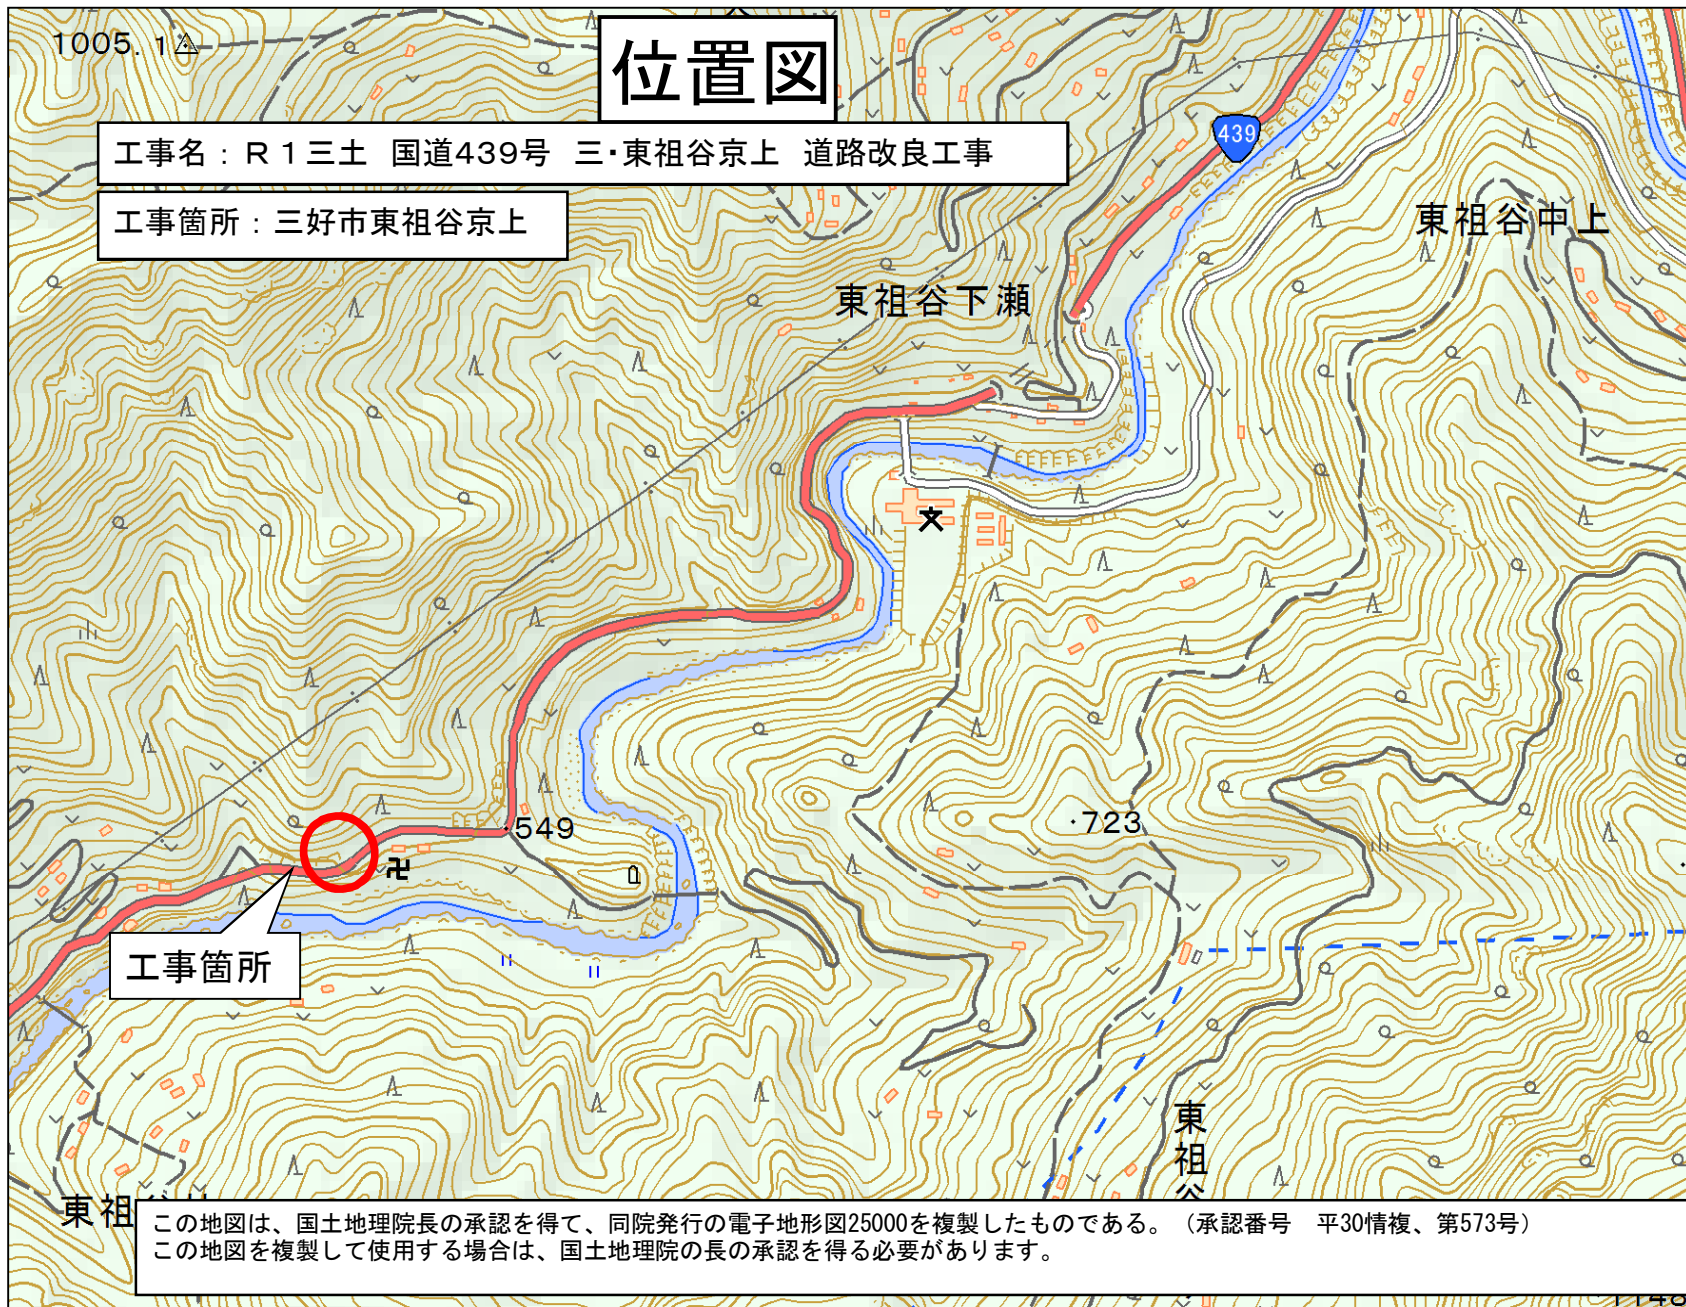 1005.1
位置図
工事名：Ｒ１三土　国道439号　三・東祖谷京上　道路改良工事
439
工事箇所：三好市東祖谷京上
東祖谷中上
東祖谷下瀬
文
549
723
卍
工事箇所
東祖谷
東祖
この地図は、国土地理院長の承認を得て、同院発行の電子地形図25000を複製したものである。（承認番号　平30情複、第573号）
この地図を複製して使用する場合は、国土地理院の長の承認を得る必要があります。